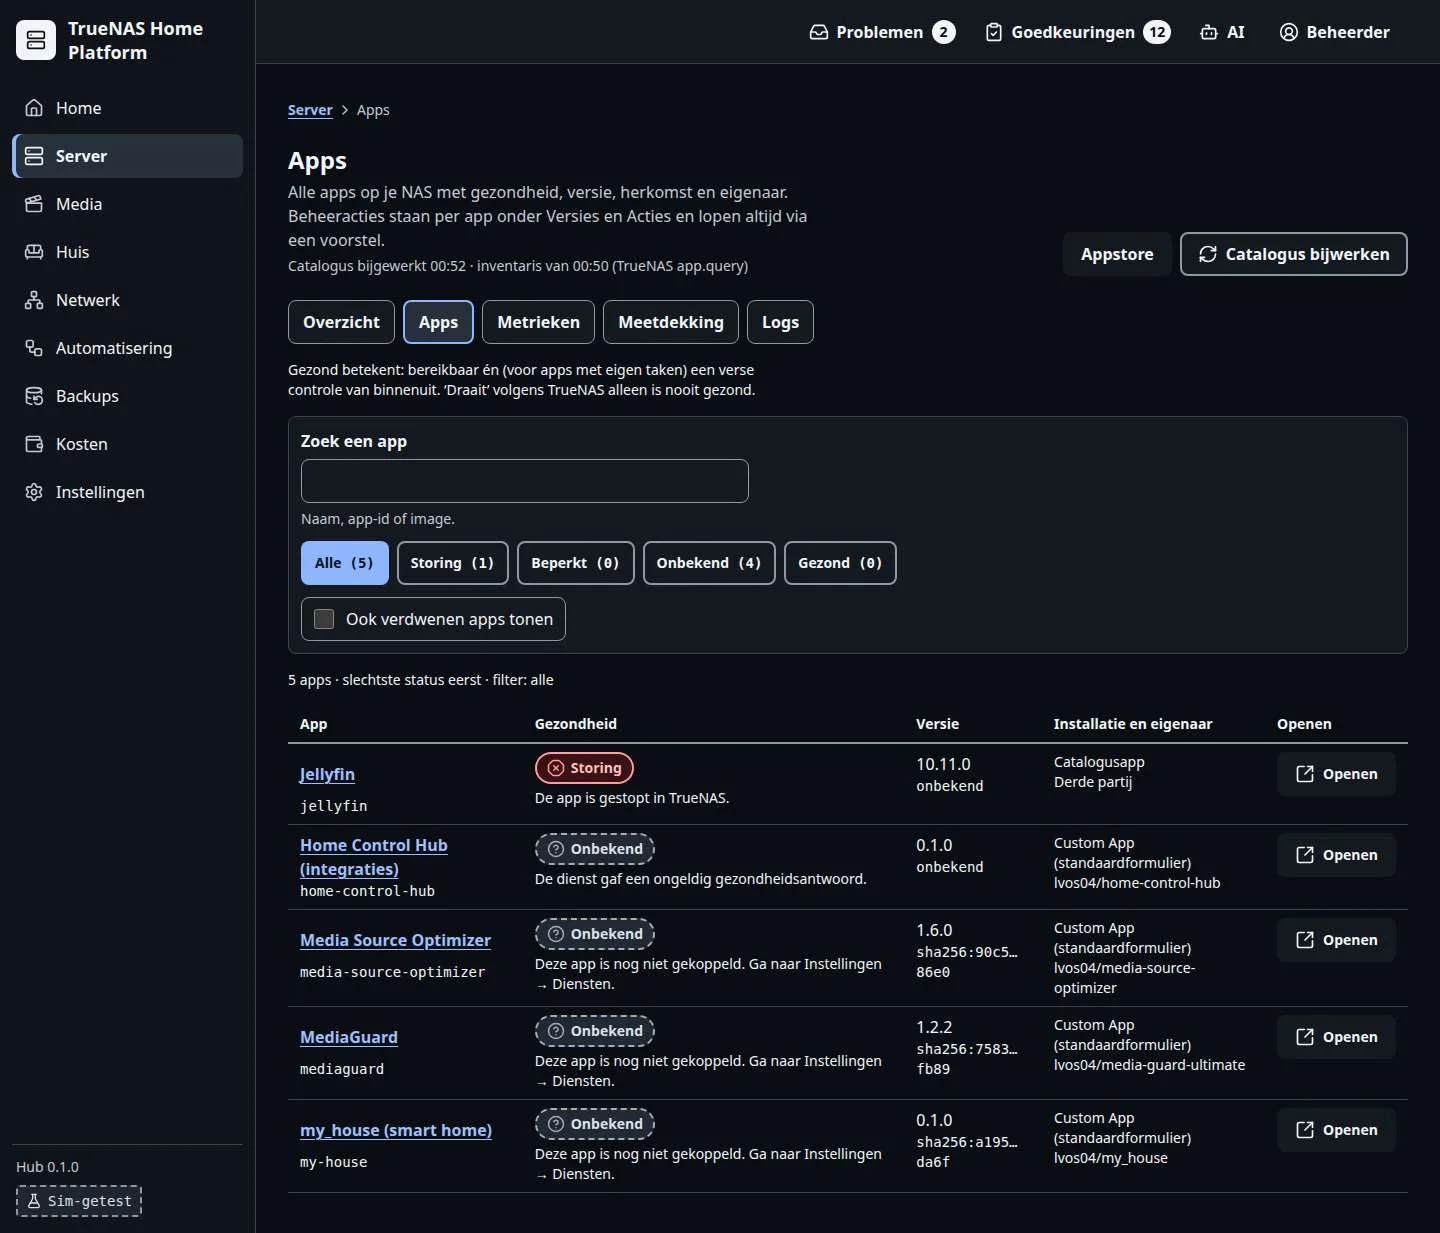 TrueNAS Home
Platform
Problemen 2
Goedkeuringen 12
AI
Beheerder
Home
Server
Media
Huis
Netwerk
Automatisering
Backups
Kosten
Instellingen
Hub 0.1.0
Sim-getest
Server > Apps
Apps
Alle apps op je NAS met gezondheid, versie, herkomst en eigenaar.
Beheeracties staan per app onder Versies en Acties en lopen altijd via
een voorstel.
Catalogus bijgewerkt 00:52 · inventaris van 00:50 (TrueNAS app.query)
Appstore
Catalogus bijwerken
Overzicht
Apps
Metrieken
Meetdekking
Logs
Gezond betekent: bereikbaar én (voor apps met eigen taken) een verse
controle van binnenuit. ‘Draait’ volgens TrueNAS alleen is nooit gezond.
Zoek een app
Naam, app-id of image.
Alle (5)
Storing (1)
Beperkt (0)
Onbekend (4)
Gezond (0)
Ook verdwenen apps tonen
5 apps · slechtste status eerst · filter: alle
App
Gezondheid
Versie
Installatie en eigenaar
Openen
Jellyfin
jellyfin
Storing
De app is gestopt in TrueNAS.
10.11.0
onbekend
Catalogusapp
Derde partij
Openen
Home Control Hub
(integraties)
home-control-hub
Onbekend
De dienst gaf een ongeldig gezondheidsantwoord.
0.1.0
onbekend
Custom App
(standaardformulier)
lvos04/home-control-hub
Openen
Media Source Optimizer
media-source-optimizer
Onbekend
Deze app is nog niet gekoppeld. Ga naar Instellingen
→ Diensten.
1.6.0
sha256:90c5…
86e0
Custom App
(standaardformulier)
lvos04/media-source-
optimizer
Openen
MediaGuard
mediaguard
Onbekend
Deze app is nog niet gekoppeld. Ga naar Instellingen
→ Diensten.
1.2.2
sha256:7583…
fb89
Custom App
(standaardformulier)
lvos04/media-guard-ultimate
Openen
my_house (smart home)
my-house
Onbekend
Deze app is nog niet gekoppeld. Ga naar Instellingen
→ Diensten.
0.1.0
sha256:a195…
da6f
Custom App
(standaardformulier)
lvos04/my_house
Openen